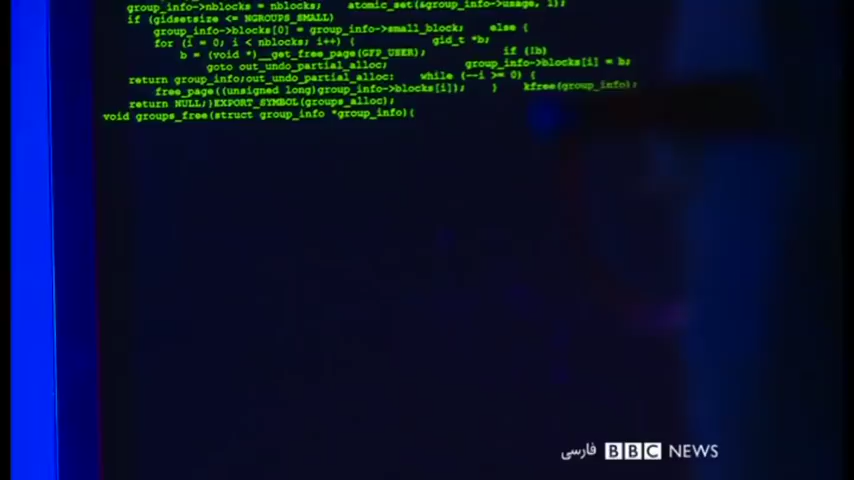 group_info->nblocks = nblocks;    atomic_set(&group_info->usage, 1);
if (gidsetsize <= NGROUPS_SMALL)
group_info->blocks[0] = group_info->small_block;    else {
for (i = 0; i < nblocks; i++) {    gid_t *b;
b = (void *)__get_free_page(GFP_USER);    if (!b)
goto out_undo_partial_alloc;    group_info->blocks[i] = b;
return group_info;out_undo_partial_alloc:    while (--i >= 0) {
free_page((unsigned long)group_info->blocks[i]);    }    kfree(group_info);
return NULL;}EXPORT_SYMBOL(groups_alloc);
void groups_free(struct group_info *group_info){
BBC NEWS فارسی